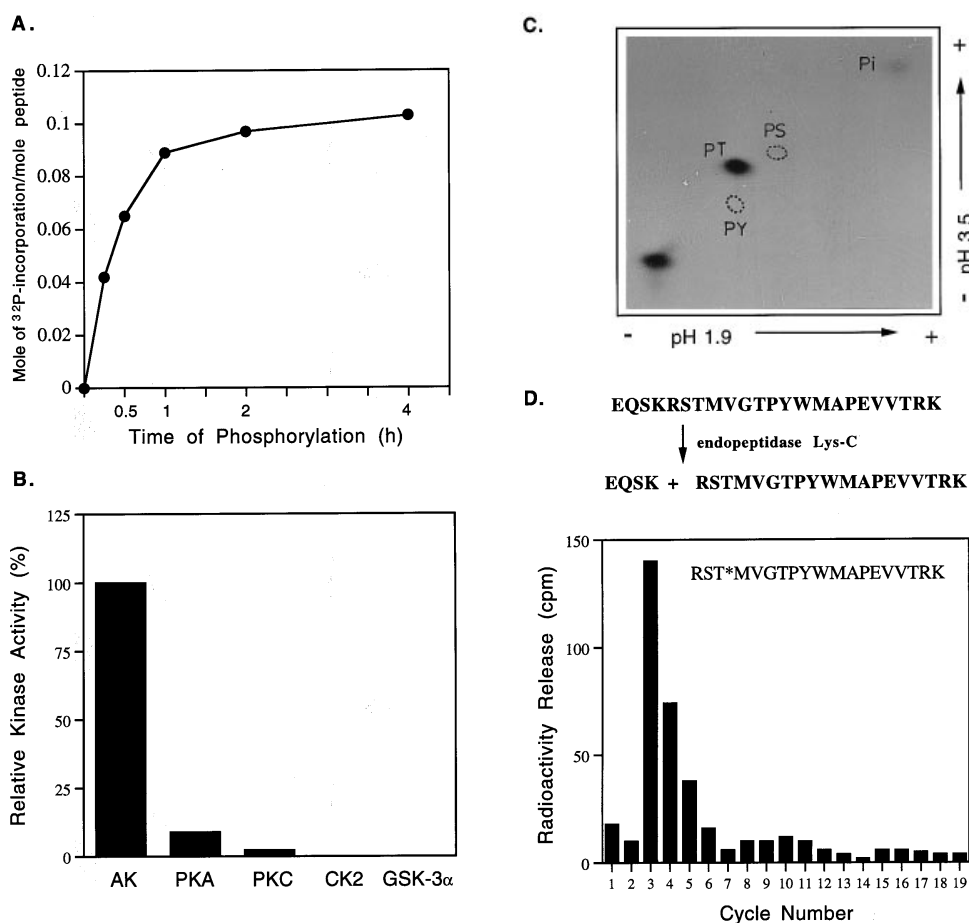 A.
0.12
0.1
0.08
0.06
0.04
0.02
0
Mole of ³²P-incorporation/mole peptide
0.5 1 2 4
Time of Phosphorylation (h)
B.
125
100
75
50
25
0
Relative Kinase Activity (%)
AK PKA PKC CK2 GSK-3α
C.
Pi
PS
PT
PY
+
pH 3.5
-
- pH 1.9 +
D.
EQSKRSTMVGTPYWMAPEVVTRK
endopeptidase Lys-C
EQSK + RSTMVGTPYWMAPEVVTRK
150
100
50
0
Radioactivity Release (cpm)
RST*MVGTPYWMAPEVVTRK
1 2 3 4 5 6 7 8 9 10 11 12 13 14 15 16 17 18 19
Cycle Number